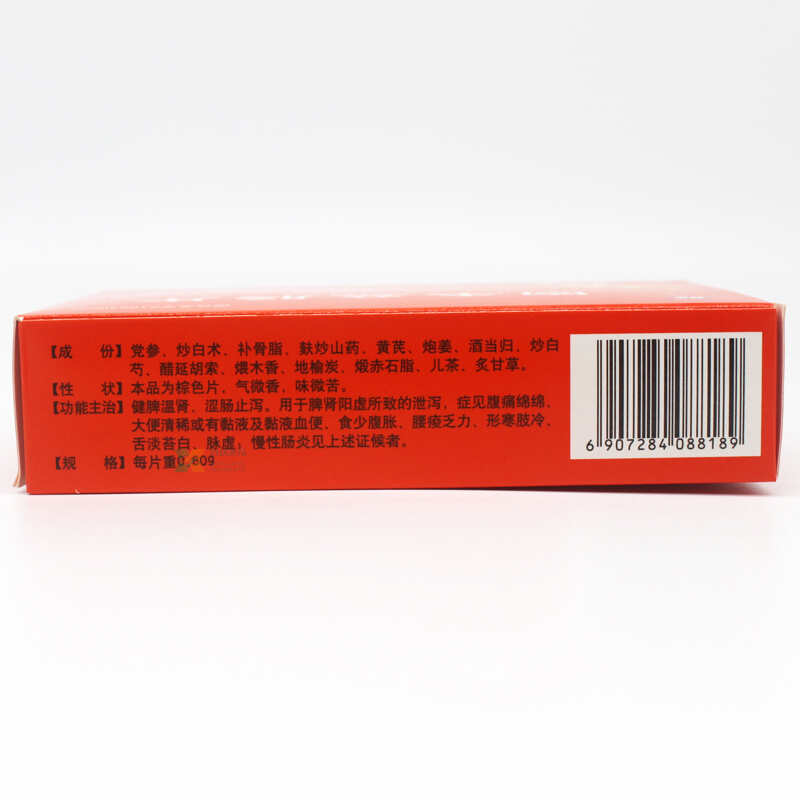 【成　份】党参、炒白术、补骨脂、麸炒山药、黄芪、炮姜、酒当归、炒白
芍、醋延胡索、煨木香、地榆炭、煅赤石脂、儿茶、炙甘草。
【性　状】本品为棕色片，气微香，味微苦。
【功能主治】健脾温肾、涩肠止泻。用于脾肾阳虚所致的泄泻，症见腹痛绵绵、
大便清稀或有黏液及黏液血便、食少腹胀、腰痠乏力、形寒肢冷、
舌淡苔白、脉虚；慢性肠炎见上述证候者。
【规　格】每片重0.60g
6 907284 088189